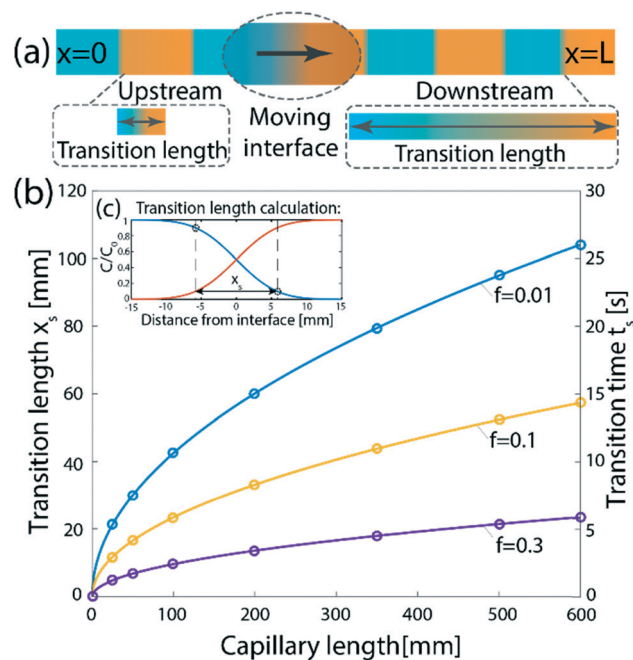 (a)
x=0
x=L
Upstream
Moving
interface
Downstream
Transition length
Transition length
(b)
(c)
Transition length calculation:
C/C₀
1
0.8
0.6
0.4
0.2
0
xₛ
-15 -10 -5 0 5 10 15
Distance from interface [mm]
Transition length xₛ [mm]
120
100
80
60
40
20
0
f=0.01
f=0.1
f=0.3
30
25
20
15
10
5
0
Transition time tₛ [s]
0 100 200 300 400 500 600
Capillary length[mm]